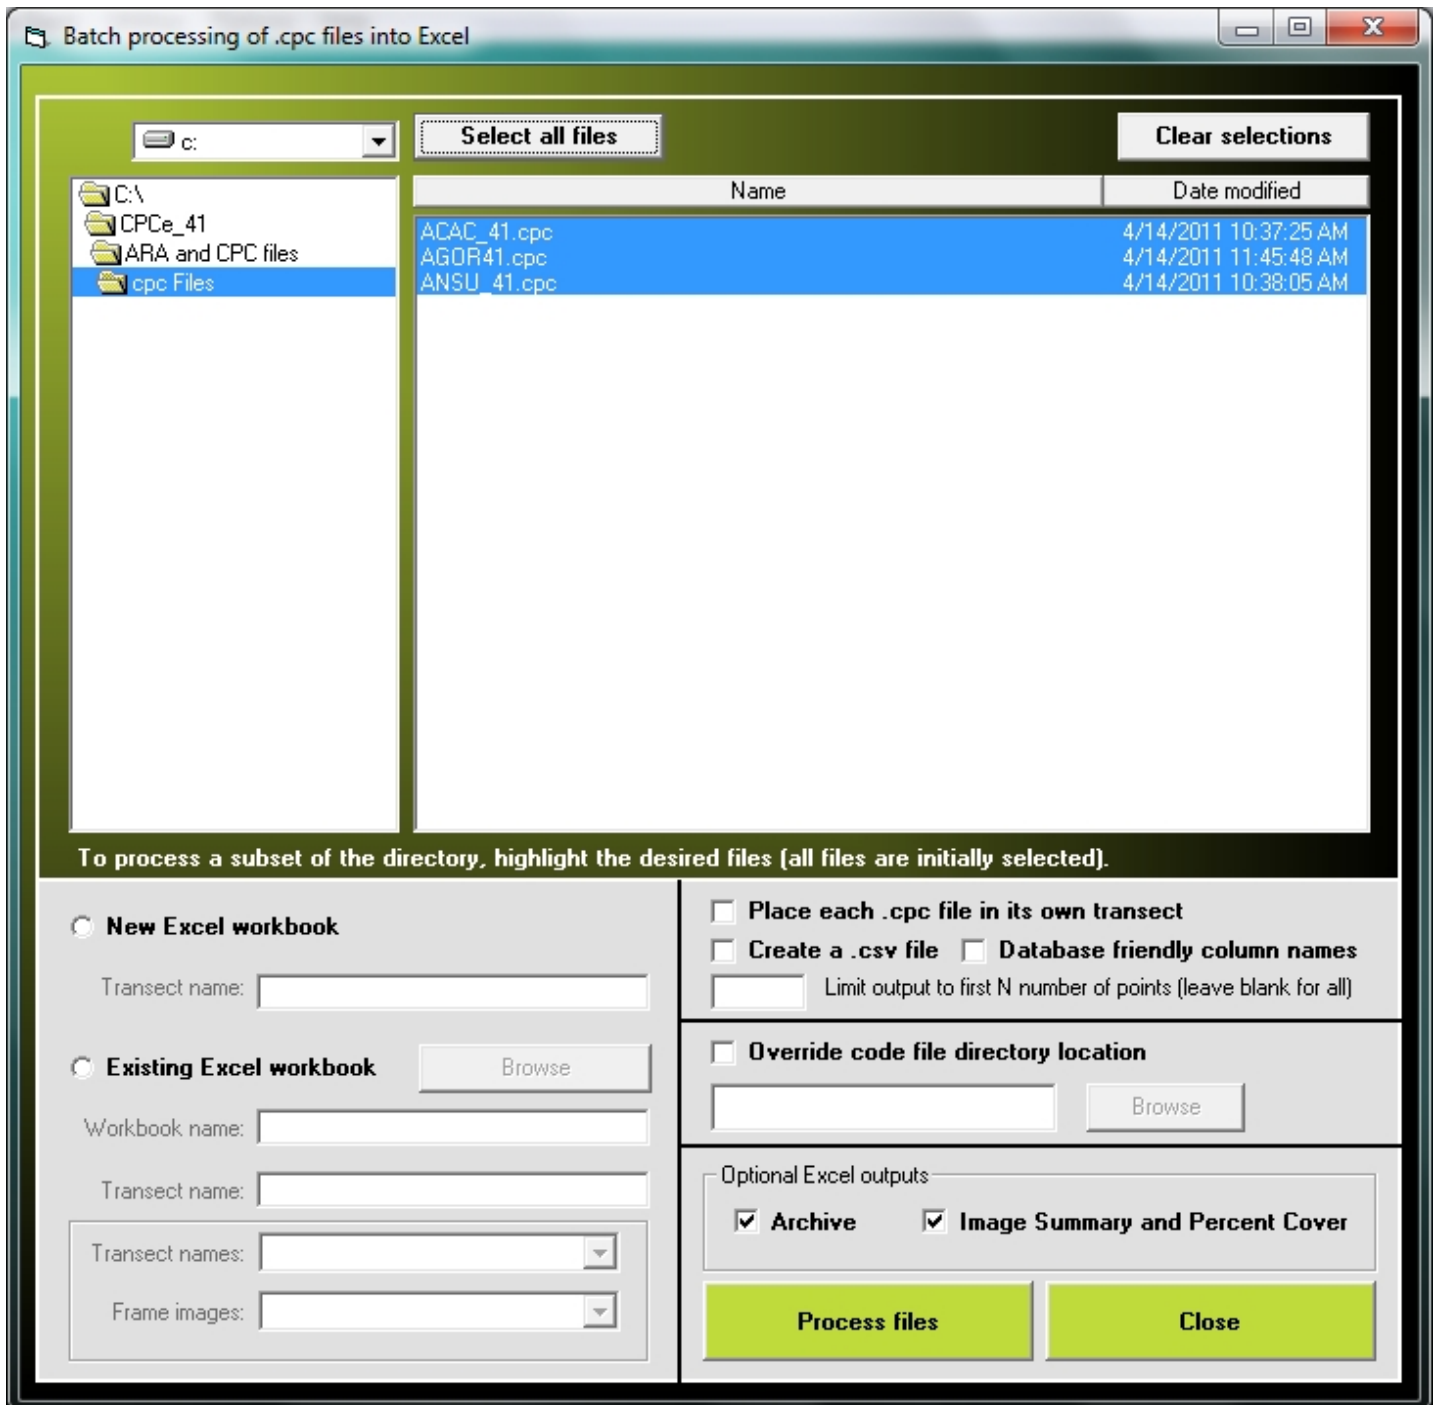 Batch processing of .cpc files into Excel
c:
Select all files
Clear selections
C:\
CPCe_41
ARA and CPC files
cpc Files
Name Date modified
ACAC_41.cpc 4/14/2011 10:37:25 AM
AGOR41.cpc 4/14/2011 11:45:48 AM
ANSU_41.cpc 4/14/2011 10:38:05 AM
To process a subset of the directory, highlight the desired files (all files are initially selected).
New Excel workbook
Transect name:
Existing Excel workbook Browse
Workbook name:
Transect name:
Transect names:
Frame images:
Place each .cpc file in its own transect
Create a .csv file Database friendly column names
Limit output to first N number of points (leave blank for all)
Override code file directory location
Browse
Optional Excel outputs
Archive Image Summary and Percent Cover
Process files Close